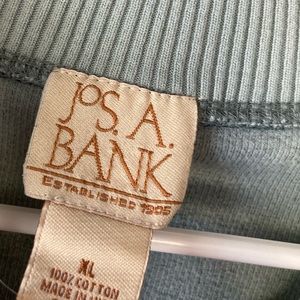 JOS. A.
BANK
ESTABLISHED 1905
XL
100% COTTON
MADE IN